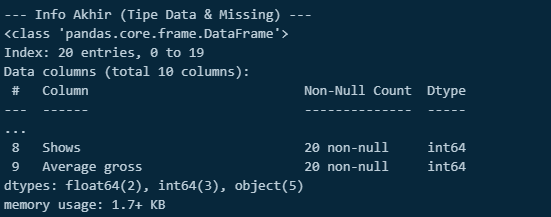 --- Info Akhir (Tipe Data & Missing) ---
<class 'pandas.core.frame.DataFrame'>
Index: 20 entries, 0 to 19
Data columns (total 10 columns):
 #   Column                               Non-Null Count  Dtype
---  ------                               --------------  -----
...
 8   Shows                                20 non-null     int64
 9   Average gross                        20 non-null     int64
dtypes: float64(2), int64(3), object(5)
memory usage: 1.7+ KB